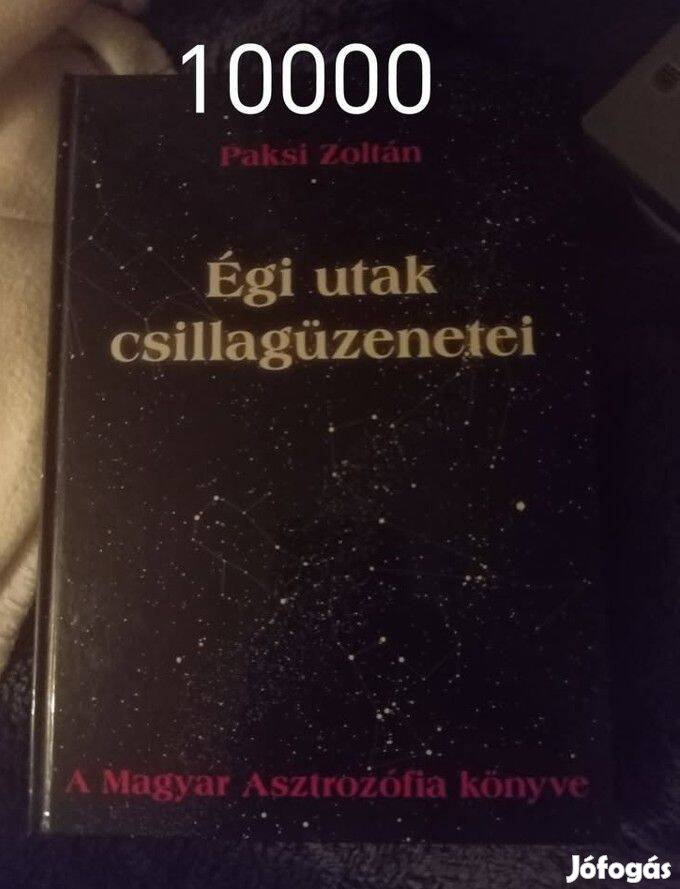 10000
Paksi Zoltán
Égi utak
csillagüzenetei
A Magyar Asztrozófia könyve
Jófogás